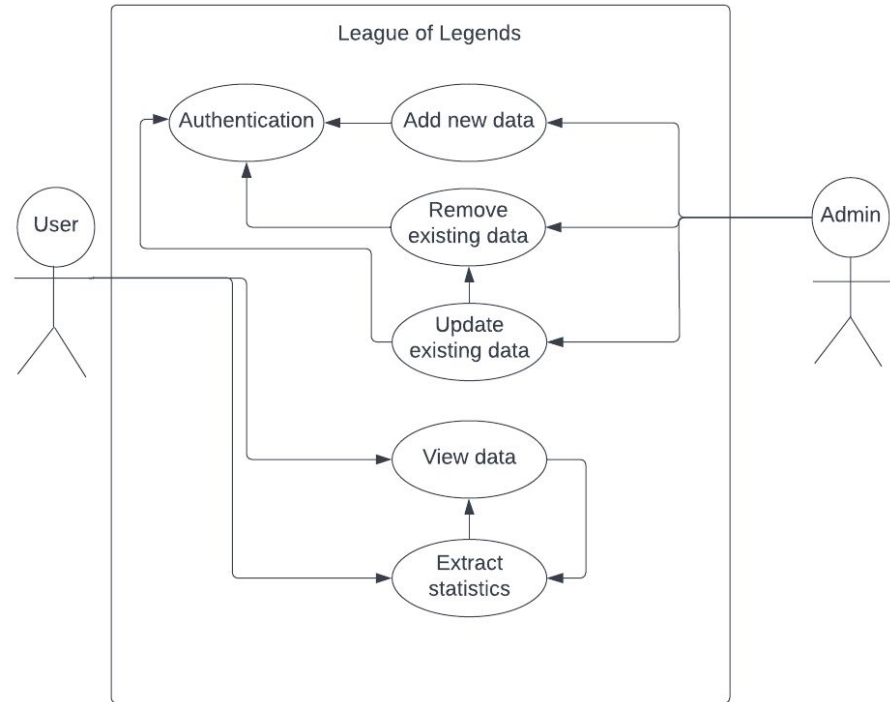 League of Legends
Authentication
Add new data
User
Remove
existing data
Admin
Update
existing data
View data
Extract
statistics